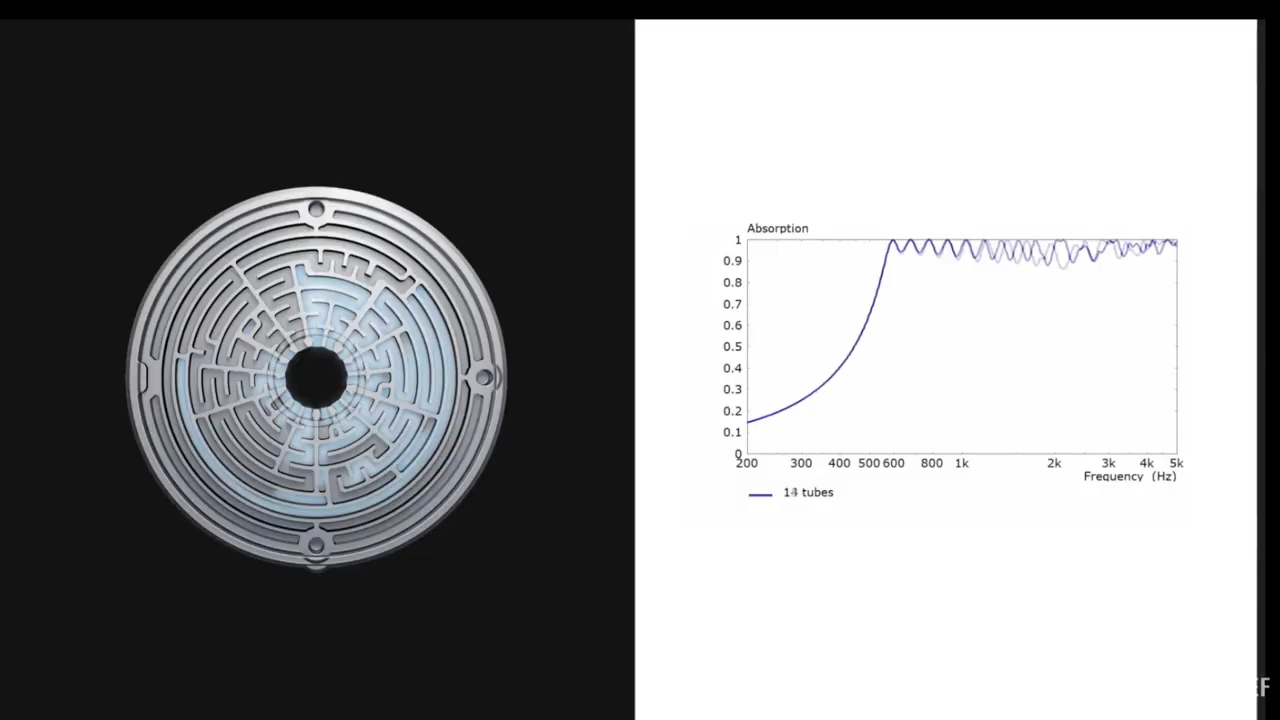 Absorption
1
0.9
0.8
0.7
0.6
0.5
0.4
0.3
0.2
0.1
0
200 300 400 500 600 800 1k 2k 3k 4k 5k
Frequency (Hz)
tubes
EF